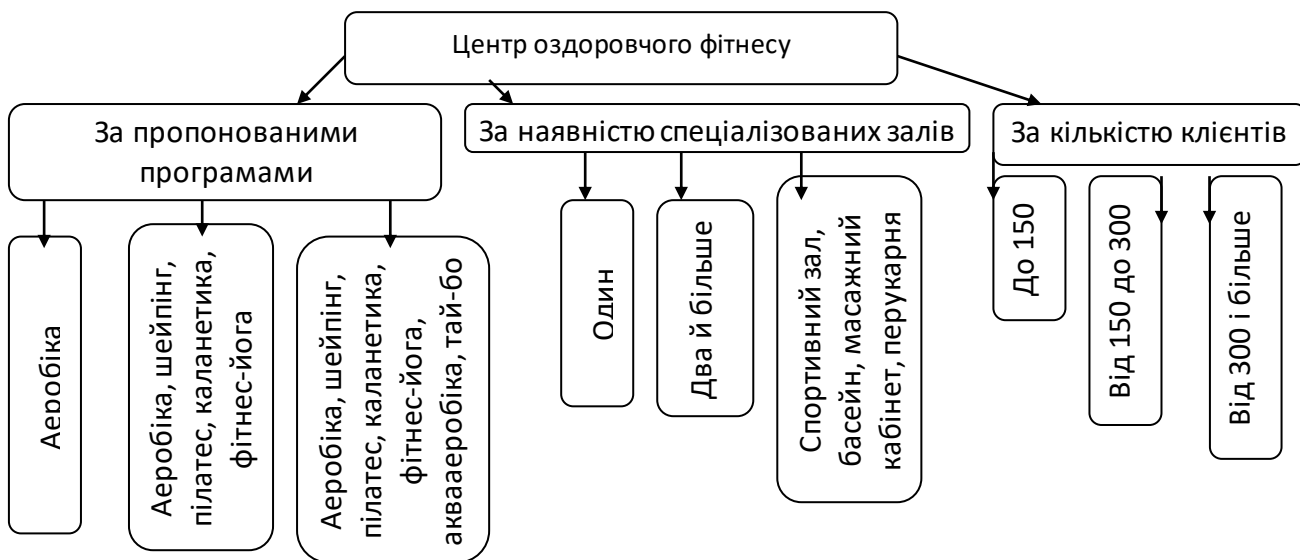 Центр оздоровчого фітнесу
За пропонованими
програмами
За наявністю спеціалізованих залів
За кількістю клієнтів
Аеробіка
Аеробіка, шейпінг,
пілатес, каланетика,
фітнес-йога
Аеробіка, шейпінг,
пілатес, каланетика,
фітнес-йога,
аквааеробіка, тай-бо
Один
Два й більше
Спортивний зал,
басейн, масажний
кабінет, перукарня
До 150
Від 150 до 300
Від 300 і більше